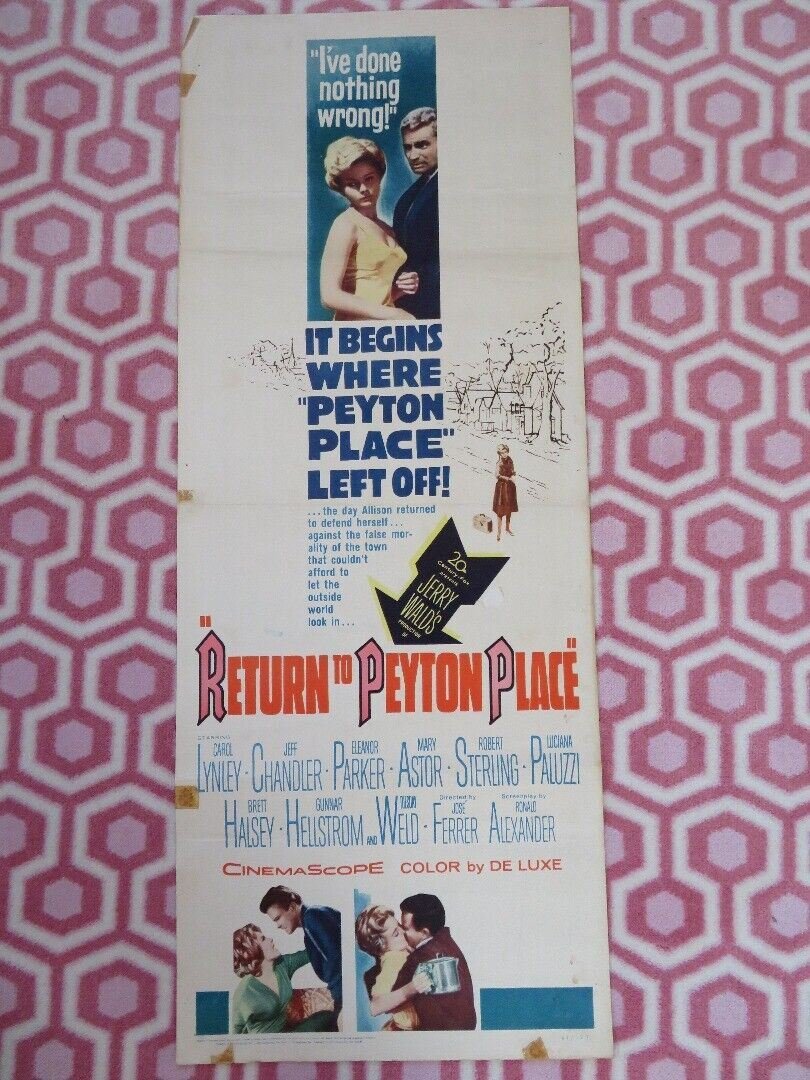 "I've done
nothing
wrong!"
IT BEGINS
WHERE
"PEYTON
PLACE"
LEFT OFF!
...the day Allison returned
to defend herself...
against the false mor-
ality of the town
that couldn't
afford to
let the
outside
world
look in...
20th
Century-Fox
presents
JERRY
WALD'S
PRODUCTION
OF
"RETURN TO PEYTON PLACE"
STARRING
CAROL LYNLEY · JEFF CHANDLER · ELEANOR PARKER · MARY ASTOR · ROBERT STERLING · LUCIANA PALUZZI
BRETT HALSEY · GUNNAR HELLSTROM AND TUESDAY WELD · Directed by JOSE FERRER · Screenplay by RONALD ALEXANDER
CINEMASCOPE COLOR by DE LUXE